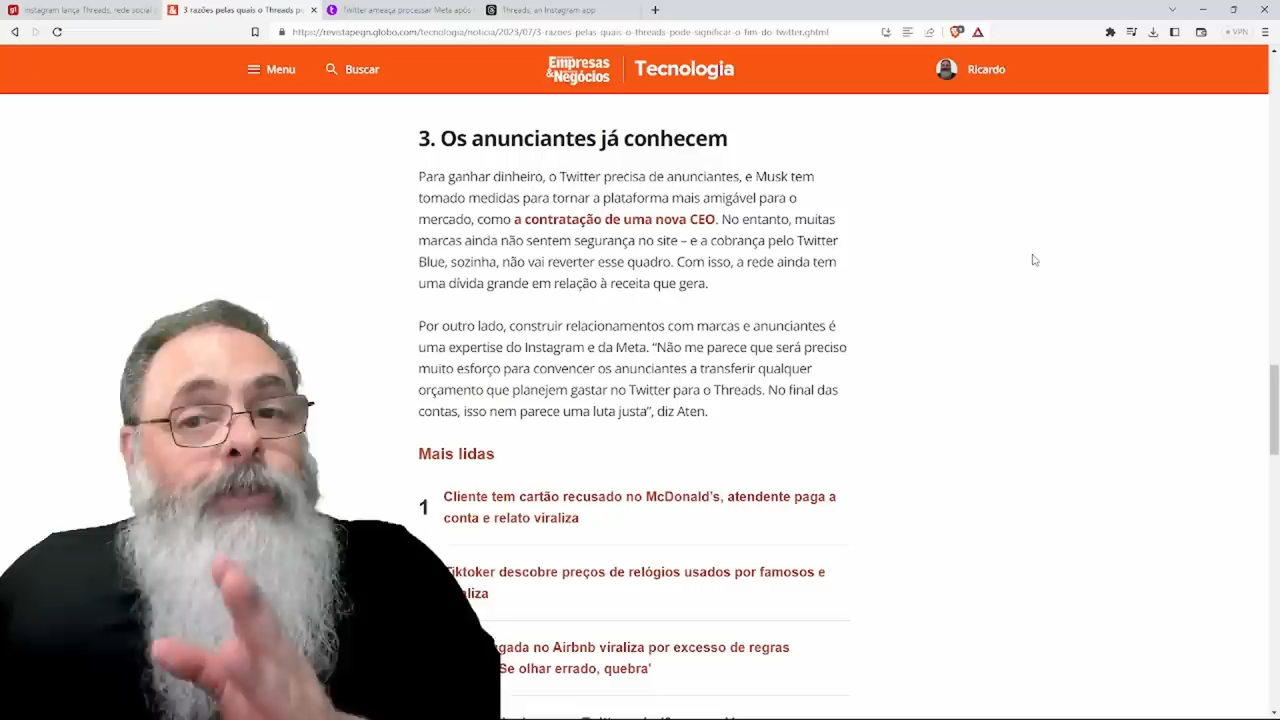 Instagram lança Threads, rede social
3 razões pelas quais o Threads po
Twitter ameaça processar Meta após
Threads, an Instagram app
https://revistapegn.globo.com/tecnologia/noticia/2023/07/3-razoes-pelas-quais-o-threads-pode-significar-o-fim-do-twitter.ghtml
VPN
Menu
Buscar
Empresas
&Negócios
Tecnologia
Ricardo
3. Os anunciantes já conhecem
Para ganhar dinheiro, o Twitter precisa de anunciantes, e Musk tem
tomado medidas para tornar a plataforma mais amigável para o
mercado, como a contratação de uma nova CEO. No entanto, muitas
marcas ainda não sentem segurança no site – e a cobrança pelo Twitter
Blue, sozinha, não vai reverter esse quadro. Com isso, a rede ainda tem
uma dívida grande em relação à receita que gera.
Por outro lado, construir relacionamentos com marcas e anunciantes é
uma expertise do Instagram e da Meta. “Não me parece que será preciso
muito esforço para convencer os anunciantes a transferir qualquer
orçamento que planejem gastar no Twitter para o Threads. No final das
contas, isso nem parece uma luta justa”, diz Aten.
Mais lidas
1
Cliente tem cartão recusado no McDonald's, atendente paga a
conta e relato viraliza
Tiktoker descobre preços de relógios usados por famosos e
aliza
gada no Airbnb viraliza por excesso de regras
Se olhar errado, quebra'